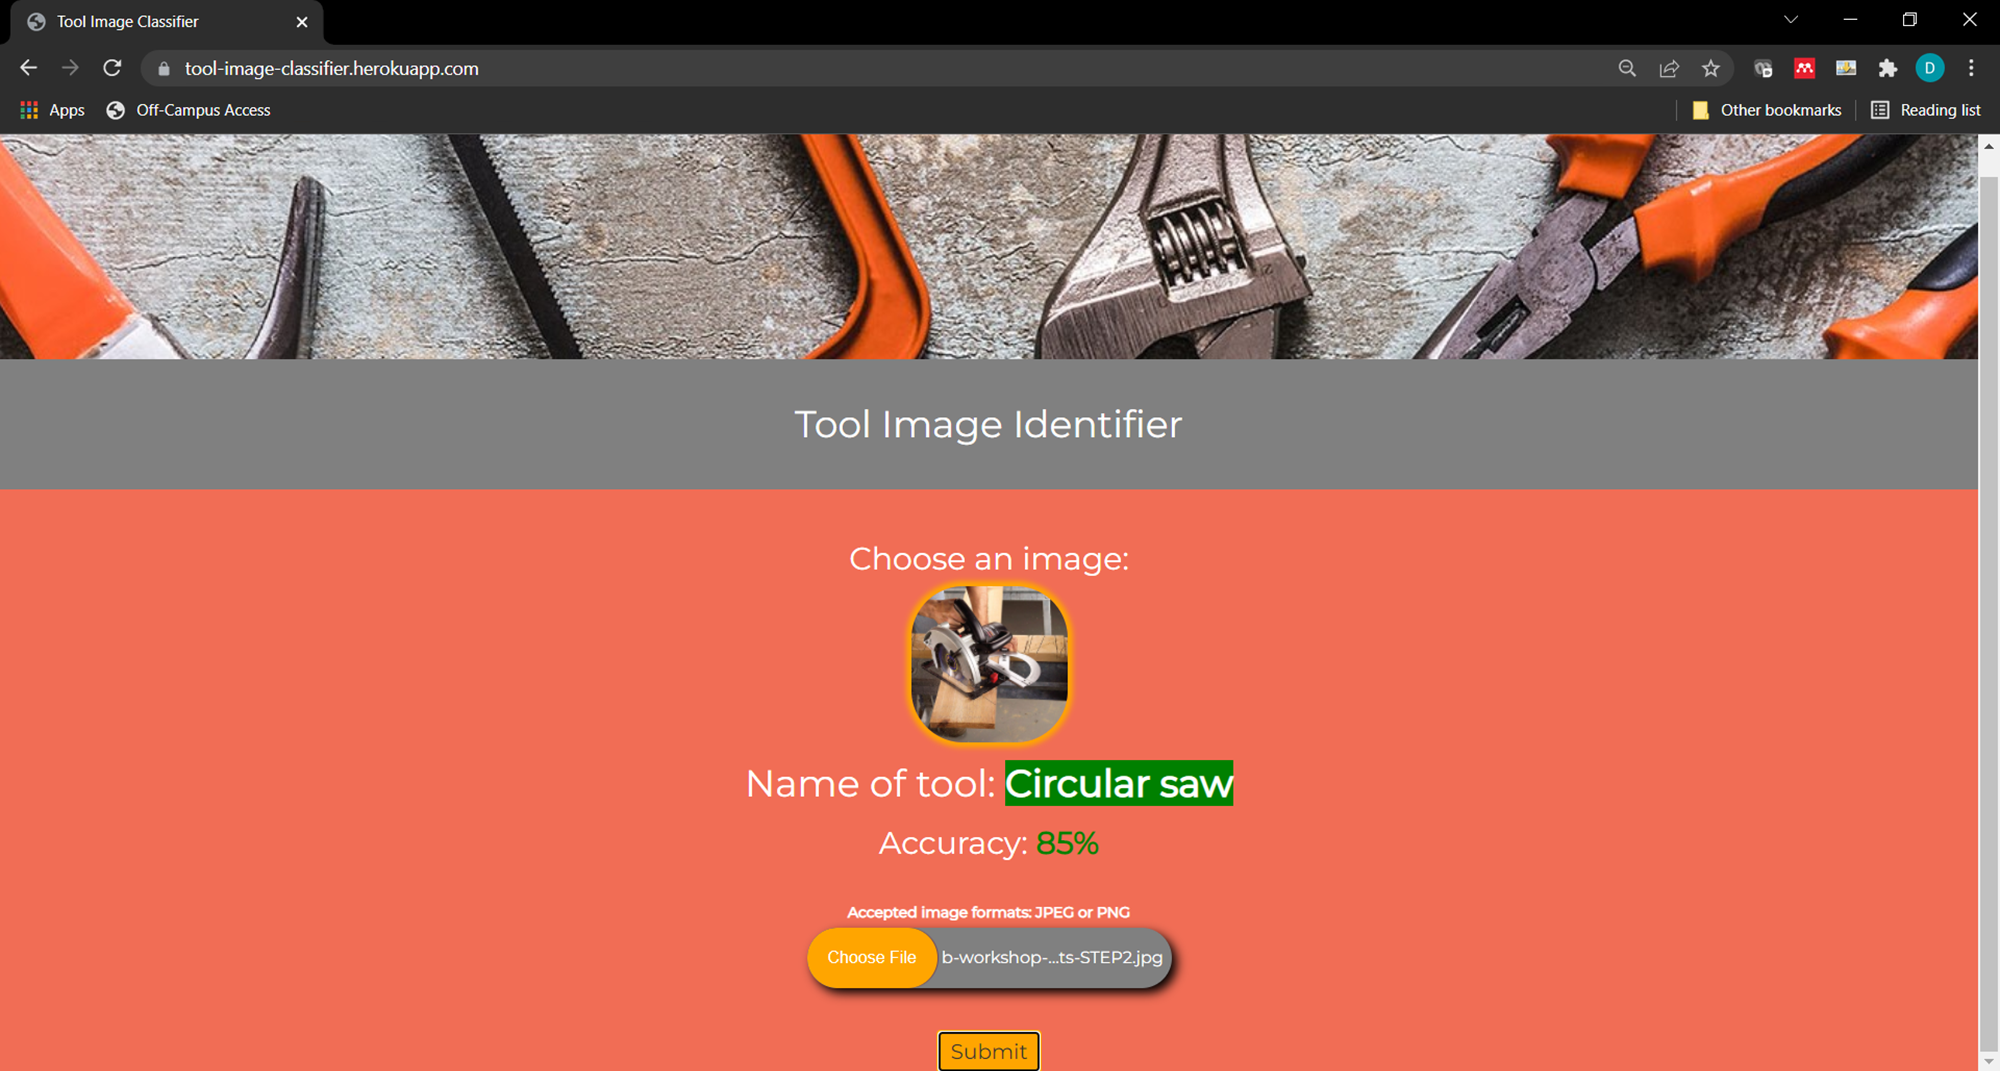 Tool Image Classifier
tool-image-classifier.herokuapp.com
D
Apps
Off-Campus Access
Other bookmarks
Reading list
Tool Image Identifier
Choose an image:
Name of tool: Circular saw
Accuracy: 85%
Accepted image formats: JPEG or PNG
Choose File b-workshop-...ts-STEP2.jpg
Submit